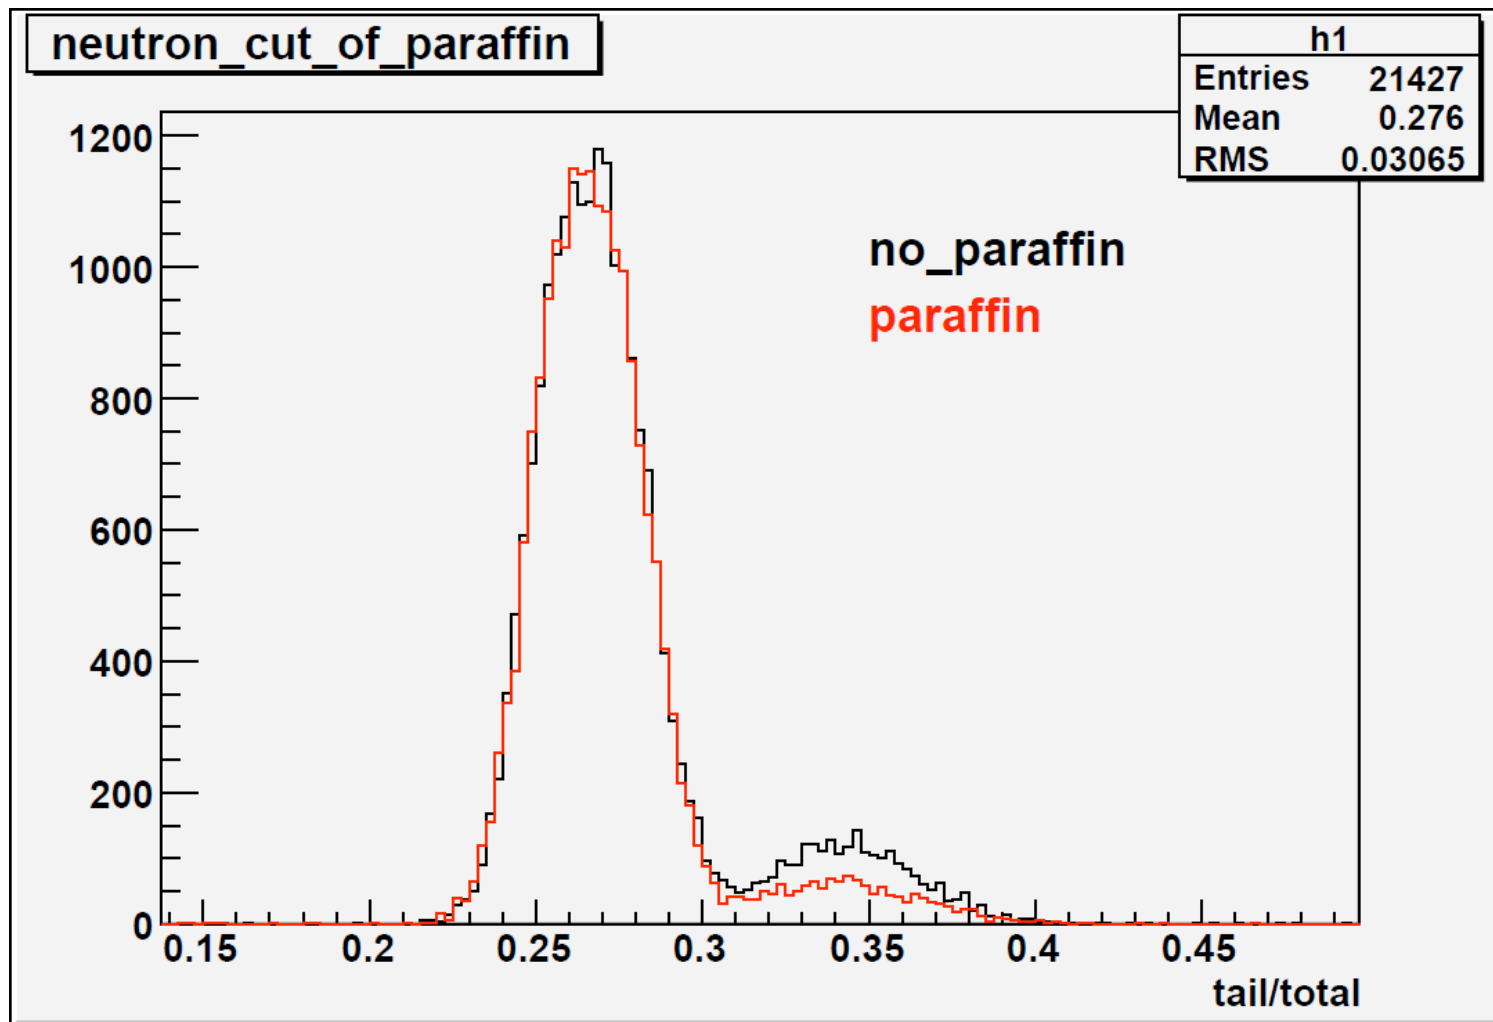 neutron_cut_of_paraffin
h1
Entries 21427
Mean 0.276
RMS 0.03065
no_paraffin
paraffin
1200
1000
800
600
400
200
0
0.15 0.2 0.25 0.3 0.35 0.4 0.45
tail/total